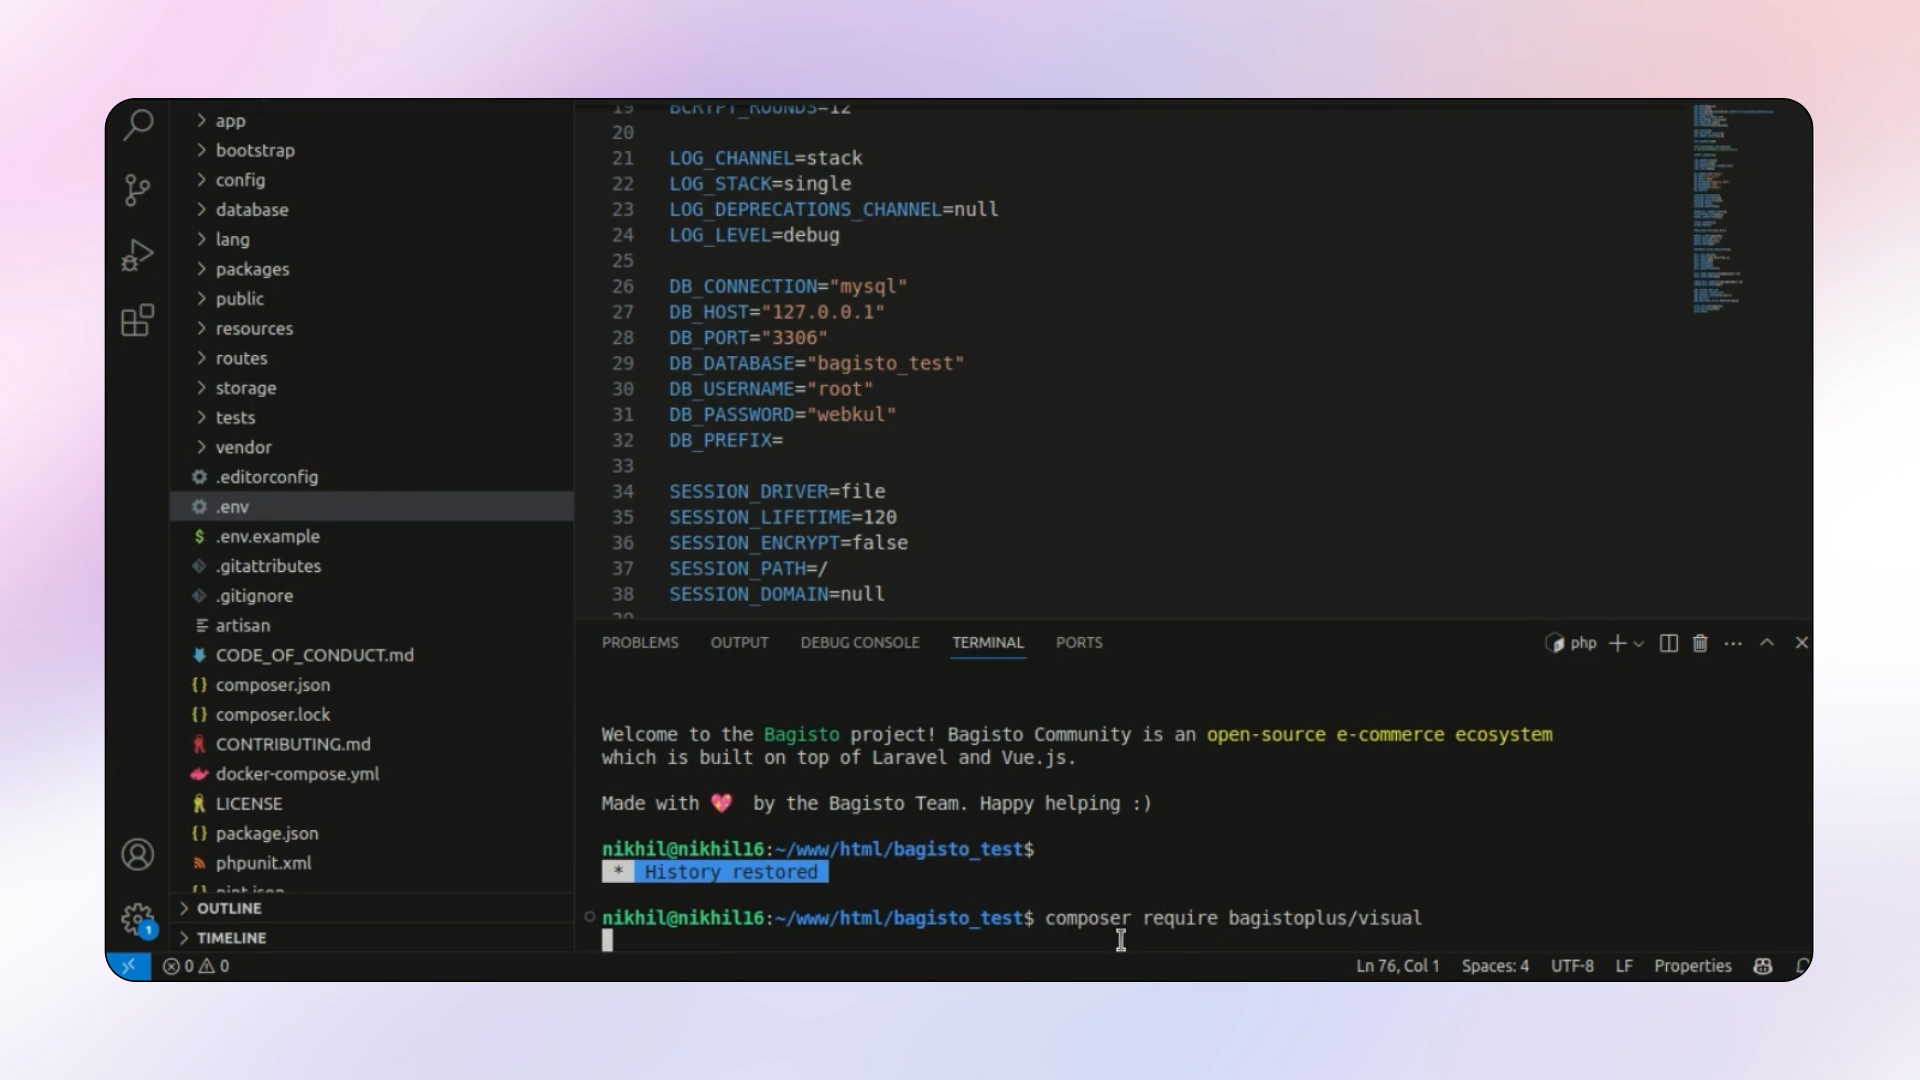 app
bootstrap
config
database
lang
packages
public
resources
routes
storage
tests
vendor
.editorconfig
.env
.env.example
.gitattributes
.gitignore
artisan
CODE_OF_CONDUCT.md
composer.json
composer.lock
CONTRIBUTING.md
docker-compose.yml
LICENSE
package.json
phpunit.xml
pint.json
OUTLINE
TIMELINE
19 BCRYPT_ROUNDS=12
20
21 LOG_CHANNEL=stack
22 LOG_STACK=single
23 LOG_DEPRECATIONS_CHANNEL=null
24 LOG_LEVEL=debug
25
26 DB_CONNECTION="mysql"
27 DB_HOST="127.0.0.1"
28 DB_PORT="3306"
29 DB_DATABASE="bagisto_test"
30 DB_USERNAME="root"
31 DB_PASSWORD="webkul"
32 DB_PREFIX=
33
34 SESSION_DRIVER=file
35 SESSION_LIFETIME=120
36 SESSION_ENCRYPT=false
37 SESSION_PATH=/
38 SESSION_DOMAIN=null
PROBLEMS OUTPUT DEBUG CONSOLE TERMINAL PORTS php
Welcome to the Bagisto project! Bagisto Community is an open-source e-commerce ecosystem
which is built on top of Laravel and Vue.js.
Made with 💖 by the Bagisto Team. Happy helping :)
nikhil@nikhil16:~/www/html/bagisto_test$
* History restored
nikhil@nikhil16:~/www/html/bagisto_test$ composer require bagistoplus/visual
1
0 0 Ln 76, Col 1 Spaces: 4 UTF-8 LF Properties